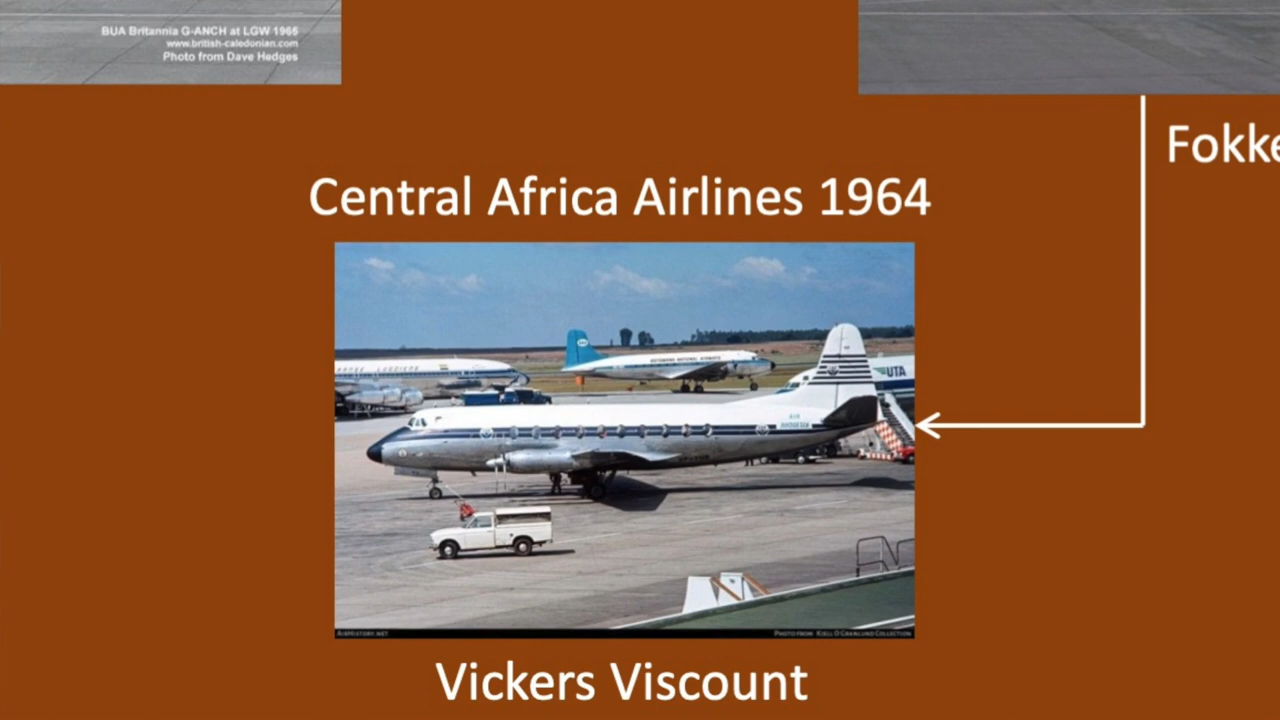 BUA Britannia G-ANCH at LGW 1966
www.british-caledonian.com
Photo from Dave Hedges
Fokke
Central Africa Airlines 1964
UTA
AIR
RHODESIA
AIRHISTORY.NET
Vickers Viscount